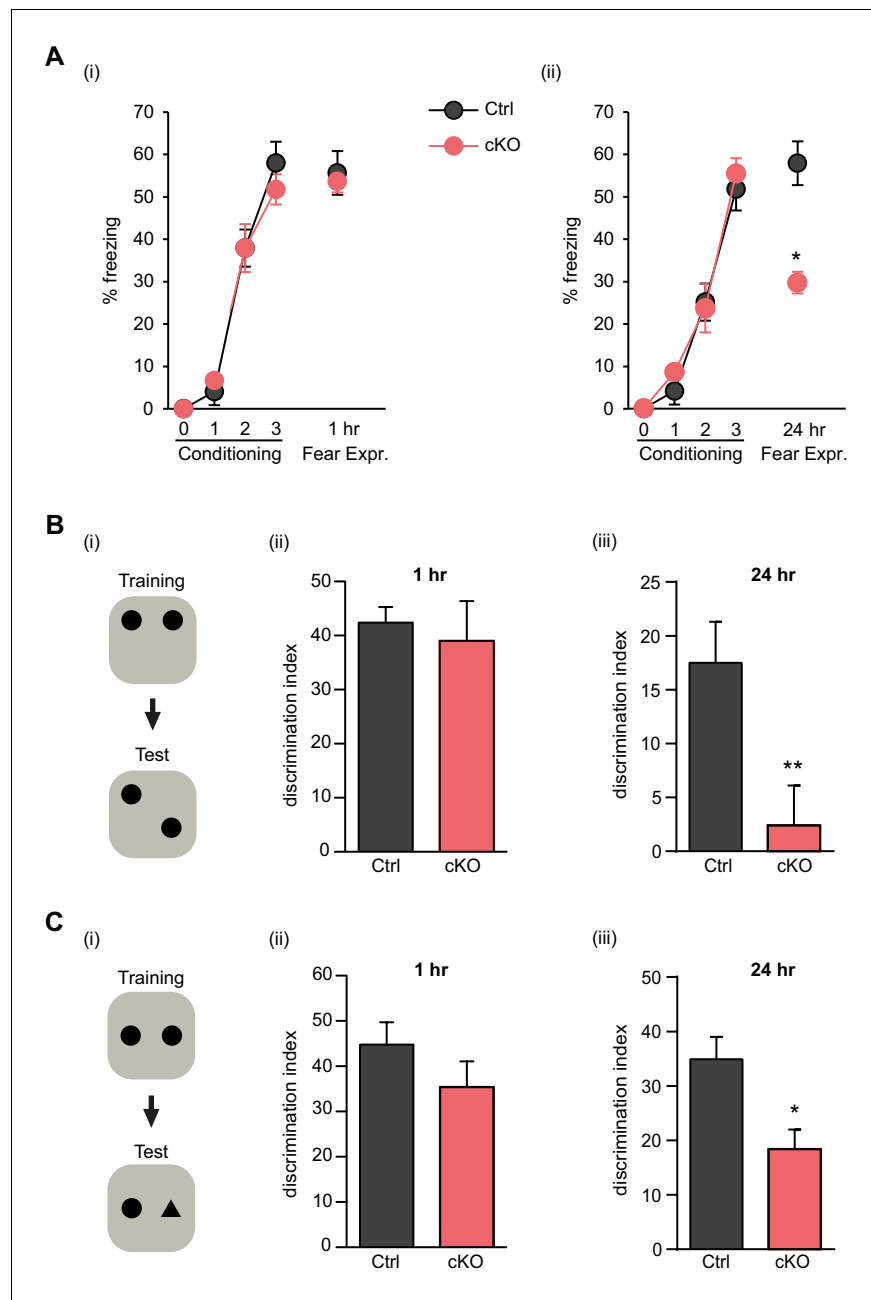 A
(i)
70
60
50
40
30
20
10
0
% freezing
0 1 2 3
Conditioning
1 hr
Fear Expr.
Ctrl
cKO
(ii)
70
60
50
40
30
20
10
0
% freezing
*
0 1 2 3
Conditioning
24 hr
Fear Expr.
B
(i)
Training
Test
(ii)
1 hr
50
40
30
20
10
0
discrimination index
Ctrl cKO
(iii)
24 hr
25
20
15
10
5
0
discrimination index
**
Ctrl cKO
C
(i)
Training
Test
(ii)
1 hr
60
50
40
30
20
10
0
discrimination index
Ctrl cKO
(iii)
24 hr
50
40
30
20
10
0
discrimination index
*
Ctrl cKO